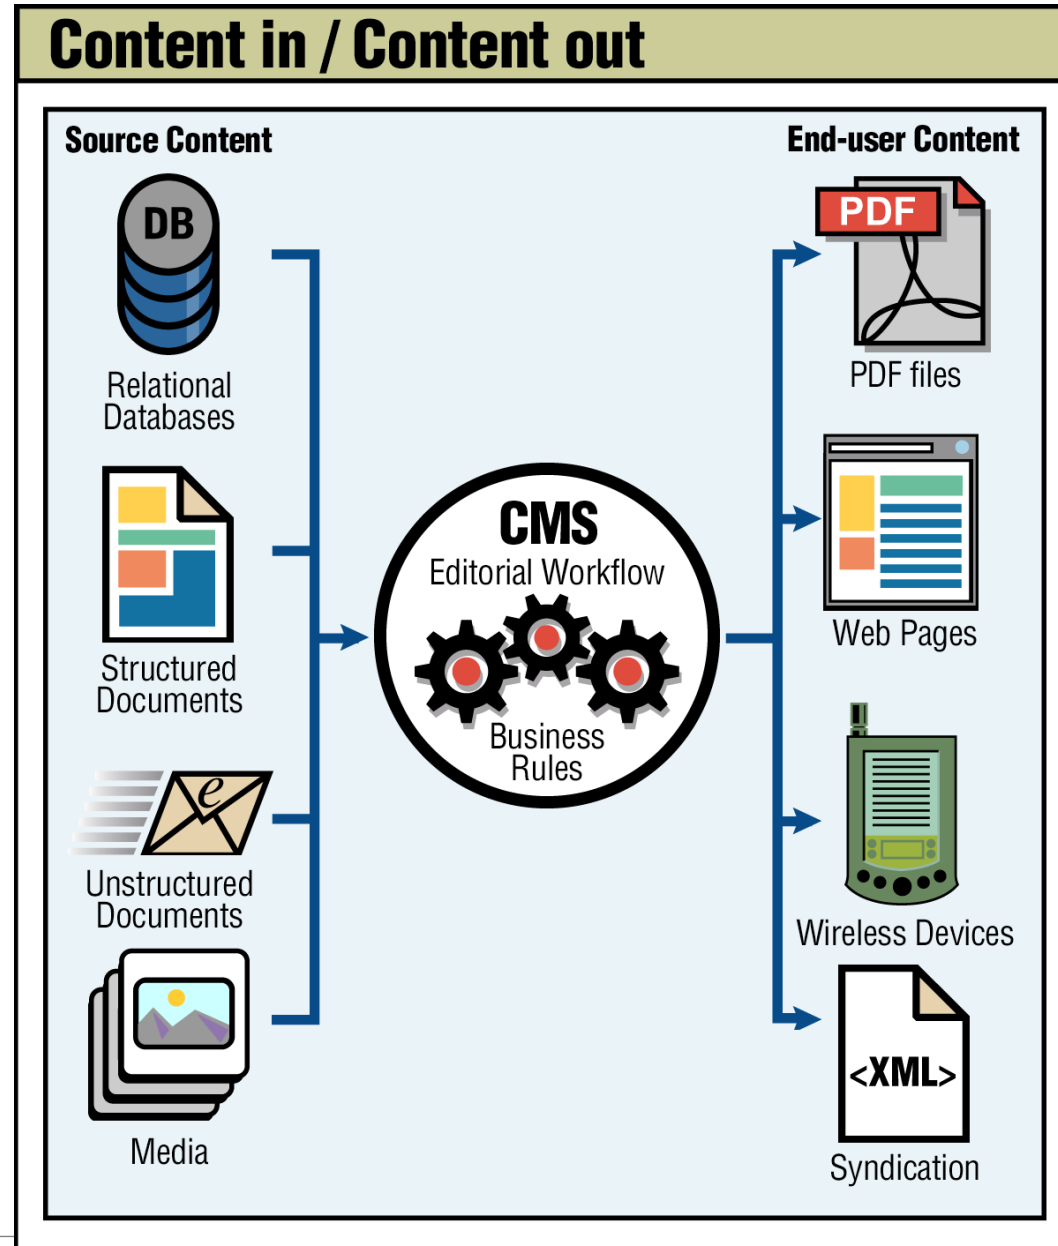 Content in / Content out
Source Content
DB
Relational
Databases
Structured
Documents
e
Unstructured
Documents
Media
CMS
Editorial Workflow
Business
Rules
End-user Content
PDF
PDF files
Web Pages
Wireless Devices
<XML>
Syndication